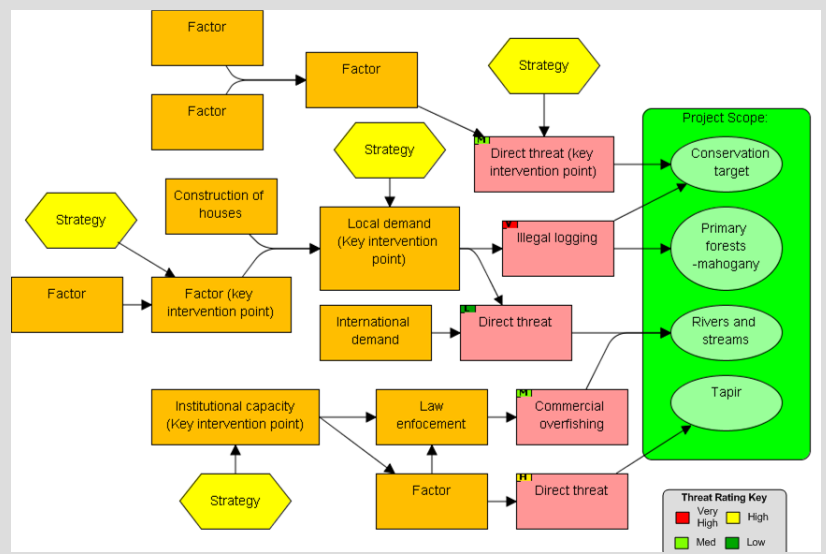 Factor
Factor
Factor
Strategy
Project Scope:
M
Direct threat (key
intervention point)
Conservation
target
Strategy
Construction of
houses
Strategy
Local demand
(Key intervention
point)
V
Illegal logging
Primary
forests
-mahogany
Factor
Factor (key
intervention point)
International
demand
L
Direct threat
Rivers and
streams
Institutional capacity
(Key intervention point)
Law
enfocement
M
Commercial
overfishing
Tapir
Strategy
Factor
H
Direct threat
Threat Rating Key
Very
High
High
Med
Low